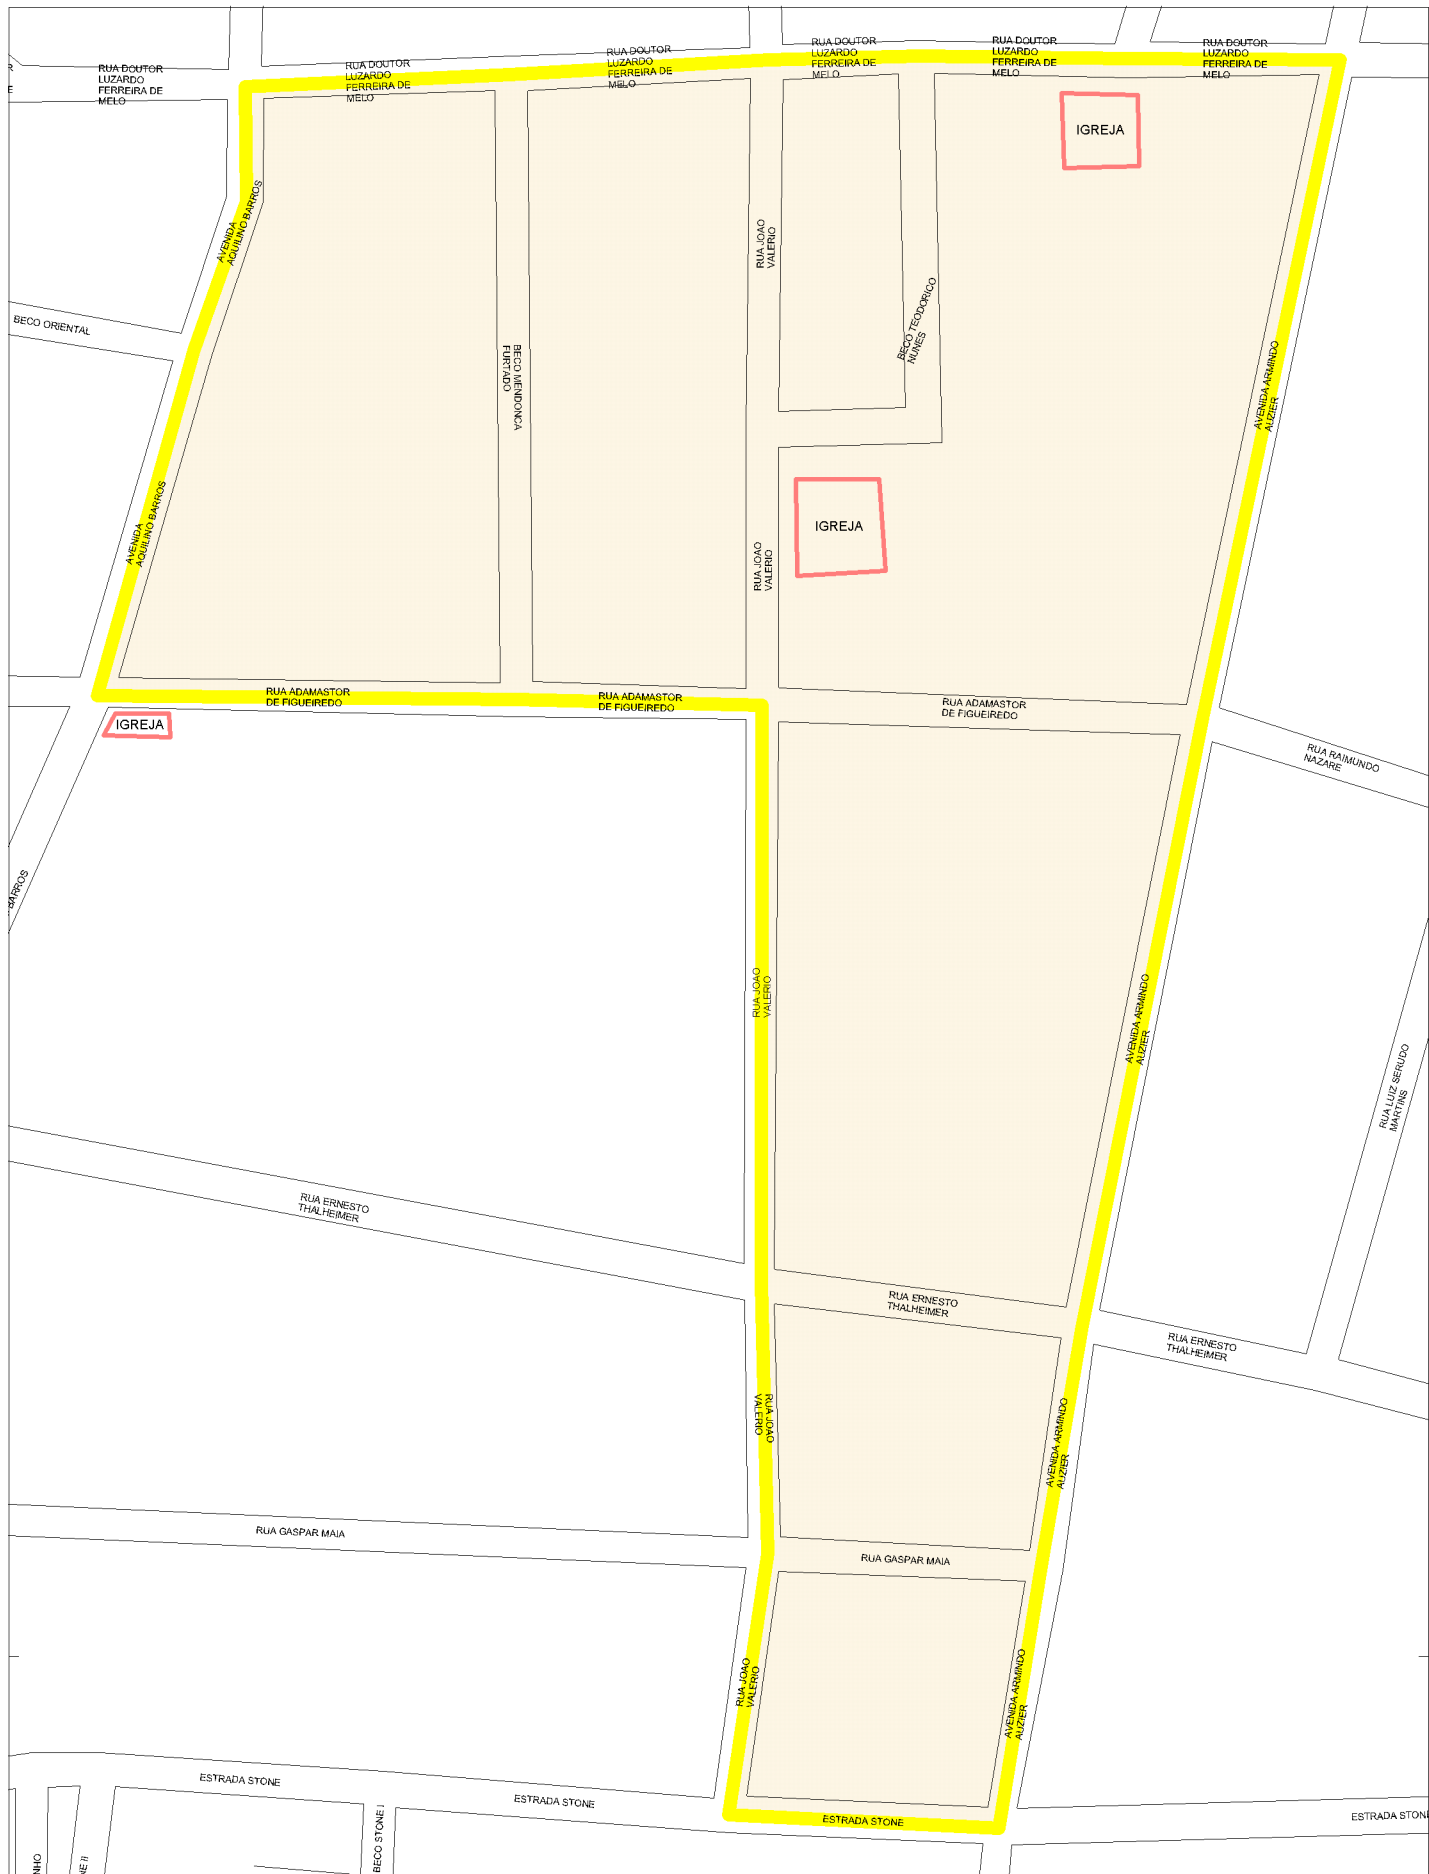 RUA DOUTOR
LUZARDO
FERREIRA DE
MELO
RUA DOUTOR
LUZARDO
FERREIRA DE
MELO
RUA DOUTOR
LUZARDO
FERREIRA DE
MELO
RUA DOUTOR
LUZARDO
FERREIRA DE
MELO
RUA DOUTOR
LUZARDO
FERREIRA DE
MELO
RUA DOUTOR
LUZARDO
FERREIRA DE
MELO
IGREJA
AVENIDA
AQUILINO BARROS
RUA JOAO
VALERIO
BECO ORIENTAL
BECO TEODORICO
NUNES
BECO MENDONCA
FURTADO
AVENIDA ARMINDO
AUZIER
AVENIDA
AQUILINO BARROS
IGREJA
RUA JOAO
VALERIO
RUA ADAMASTOR
DE FIGUEIREDO
RUA ADAMASTOR
DE FIGUEIREDO
RUA ADAMASTOR
DE FIGUEIREDO
IGREJA
RUA RAIMUNDO
NAZARE
BARROS
RUA JOAO
VALERIO
AVENIDA ARMINDO
AUZIER
RUA LUIZ SERUDO
MARTINS
RUA ERNESTO
THALHEIMER
RUA ERNESTO
THALHEIMER
RUA ERNESTO
THALHEIMER
RUA JOAO
VALERIO
AVENIDA ARMINDO
AUZIER
RUA GASPAR MAIA
RUA GASPAR MAIA
RUA JOAO
VALERIO
AVENIDA ARMINDO
AUZIER
ESTRADA STONE
ESTRADA STONE
ESTRADA STONE
ESTRADA STON
BECO STONE I
NHO
NE II